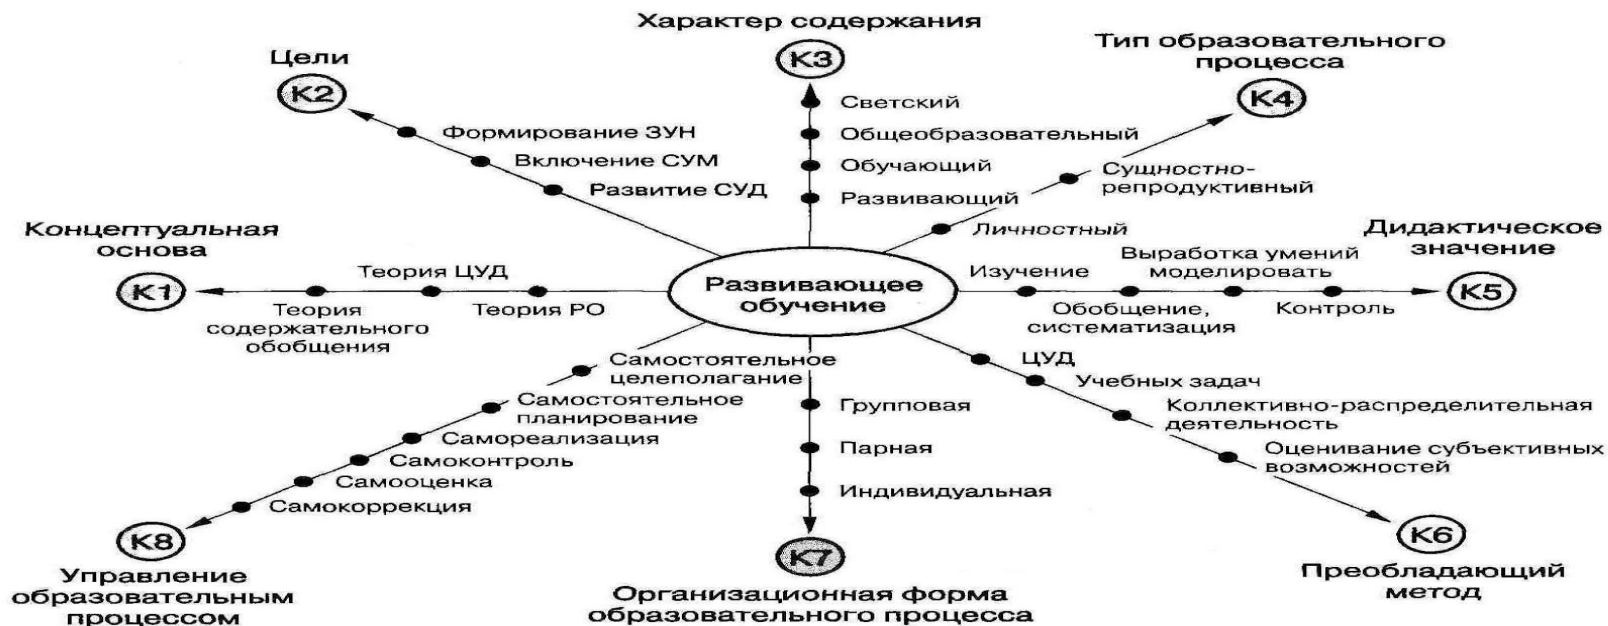 Характер содержания
К3
Светский
Общеобразовательный
Обучающий
Развивающий
Цели
К2
Формирование ЗУН
Включение СУМ
Развитие СУД
Тип образовательного
процесса
К4
Сущностно-
репродуктивный
Личностный
Концептуальная
основа
К1
Теория ЦУД
Теория
содержательного
обобщения
Теория РО
Развивающее
обучение
Дидактическое
значение
К5
Изучение
Выработка умений
моделировать
Обобщение,
систематизация
Контроль
Самостоятельное
целеполагание
Самостоятельное
планирование
Самореализация
Самоконтроль
Самооценка
Самокоррекция
К8
Управление
образовательным
процессом
Групповая
Парная
Индивидуальная
К7
Организационная форма
образовательного процесса
ЦУД
Учебных задач
Коллективно-распределительная
деятельность
Оценивание субъективных
возможностей
К6
Преобладающий
метод